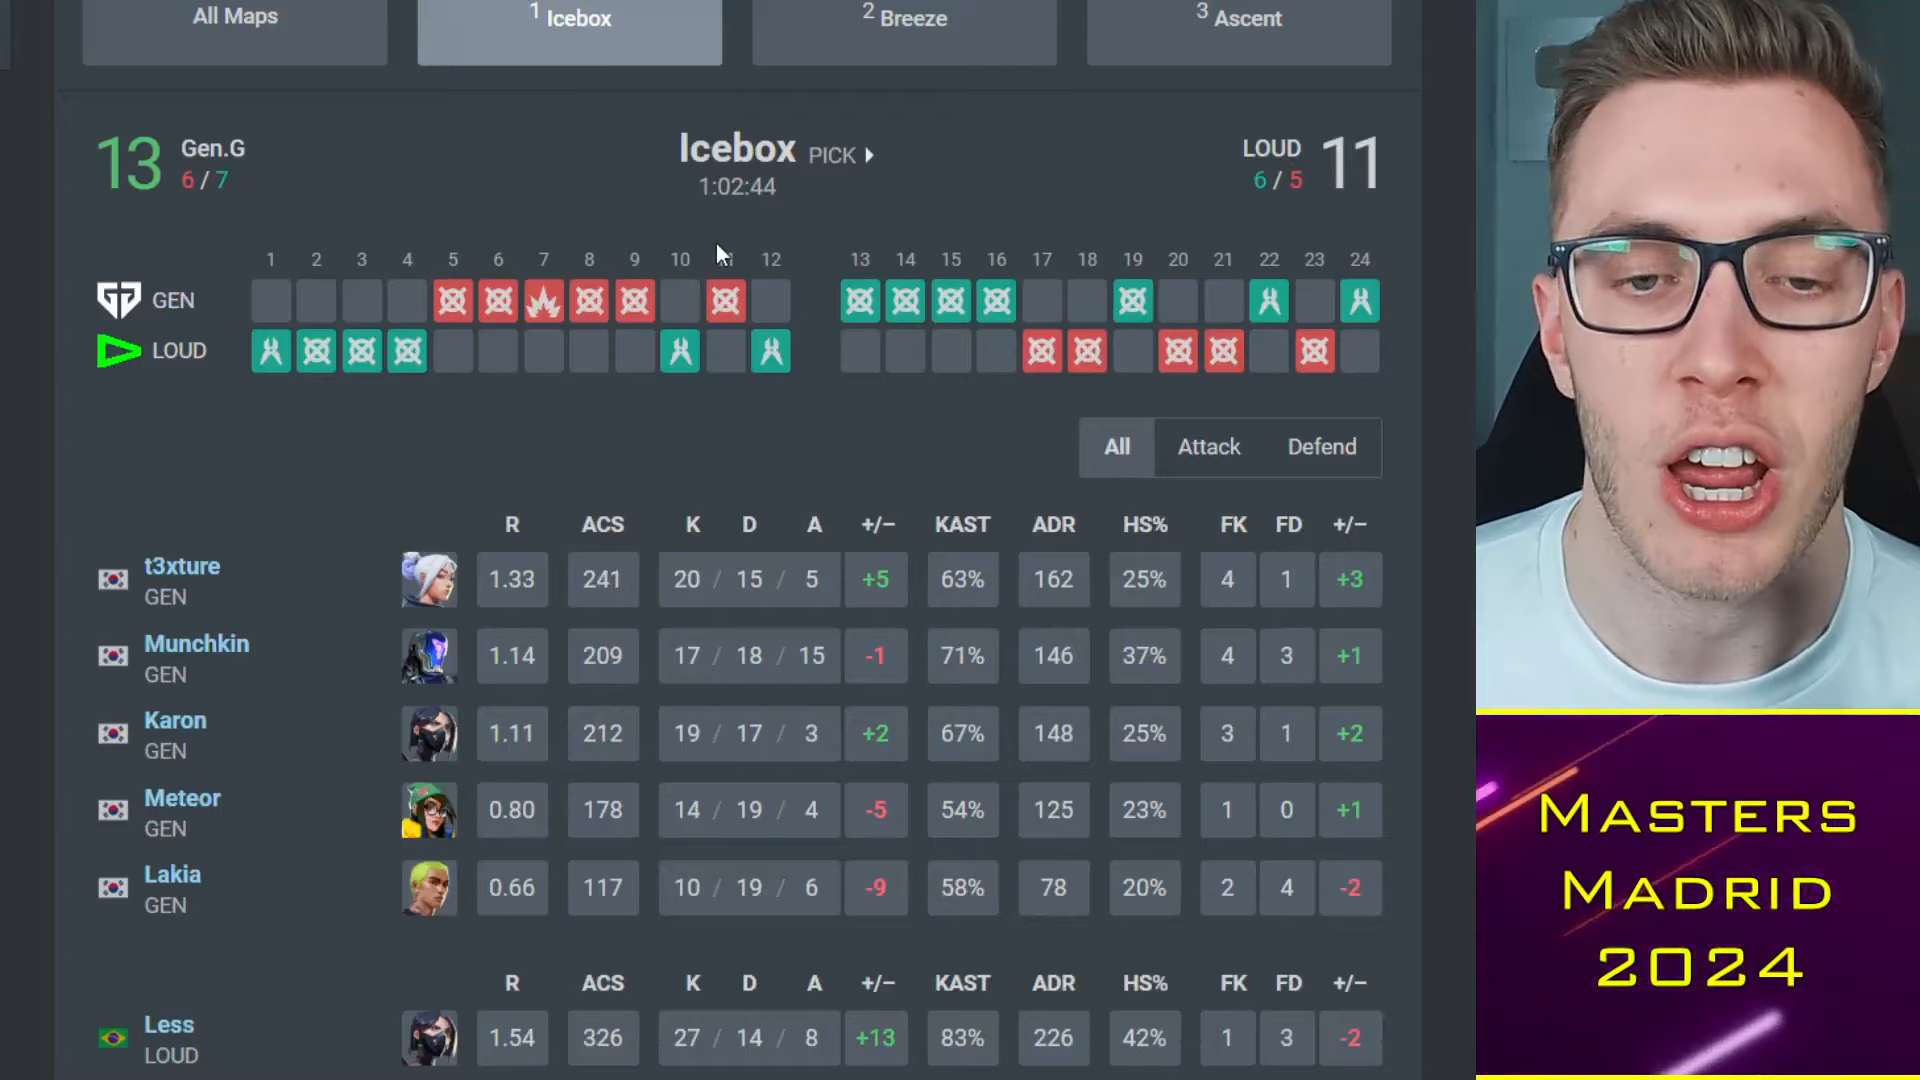 All Maps
1 Icebox
2 Breeze
3 Ascent
13 Gen.G 6 / 7
Icebox PICK
1:02:44
LOUD 6 / 5 11
1 2 3 4 5 6 7 8 9 10 12 13 14 15 16 17 18 19 20 21 22 23 24
GEN
LOUD
All Attack Defend
R ACS K D A +/– KAST ADR HS% FK FD +/–
t3xture GEN 1.33 241 20 / 15 / 5 +5 63% 162 25% 4 1 +3
Munchkin GEN 1.14 209 17 / 18 / 15 -1 71% 146 37% 4 3 +1
Karon GEN 1.11 212 19 / 17 / 3 +2 67% 148 25% 3 1 +2
Meteor GEN 0.80 178 14 / 19 / 4 -5 54% 125 23% 1 0 +1
Lakia GEN 0.66 117 10 / 19 / 6 -9 58% 78 20% 2 4 -2
R ACS K D A +/– KAST ADR HS% FK FD +/–
Less LOUD 1.54 326 27 / 14 / 8 +13 83% 226 42% 1 3 -2
MASTERS
MADRID
2024